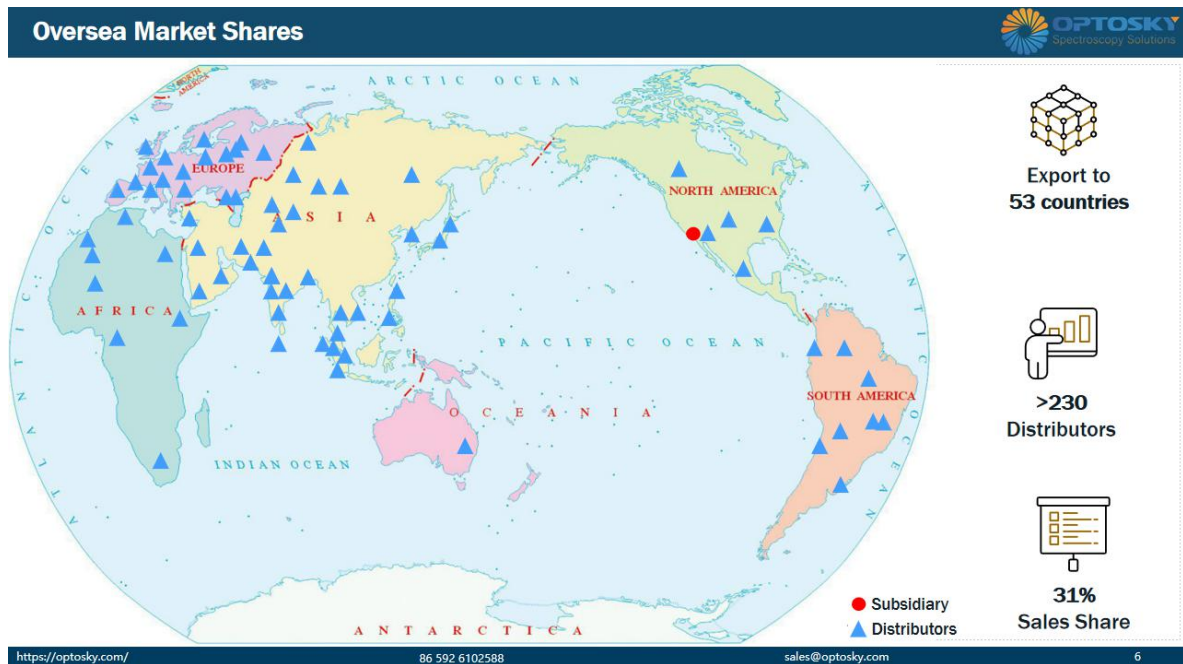 Oversea Market Shares
OPTOSKY
Spectroscopy Solutions
ARCTIC OCEAN
NORTH
AMERICA
EUROPE
ASIA
NORTH AMERICA
AFRICA
PACIFIC OCEAN
SOUTH AMERICA
OCEANIA
INDIAN OCEAN
ATLANTIC OCEAN
ATLANTIC OCEAN
ANTARCTICA
Subsidiary
Distributors
Export to
53 countries
>230
Distributors
31%
Sales Share
https://optosky.com/
86 592 6102588
sales@optosky.com
6